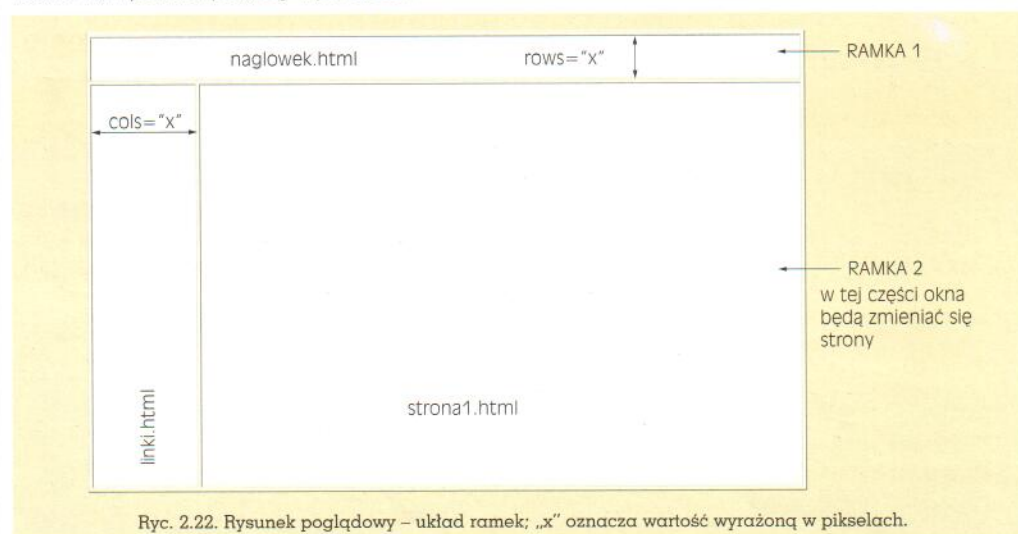 naglowek.html rows="x" RAMKA 1
cols="x"
RAMKA 2
w tej części okna
będą zmieniać się
strony
strona1.html
linki.html
Ryc. 2.22. Rysunek poglądowy – układ ramek; „x” oznacza wartość wyrażoną w pikselach.